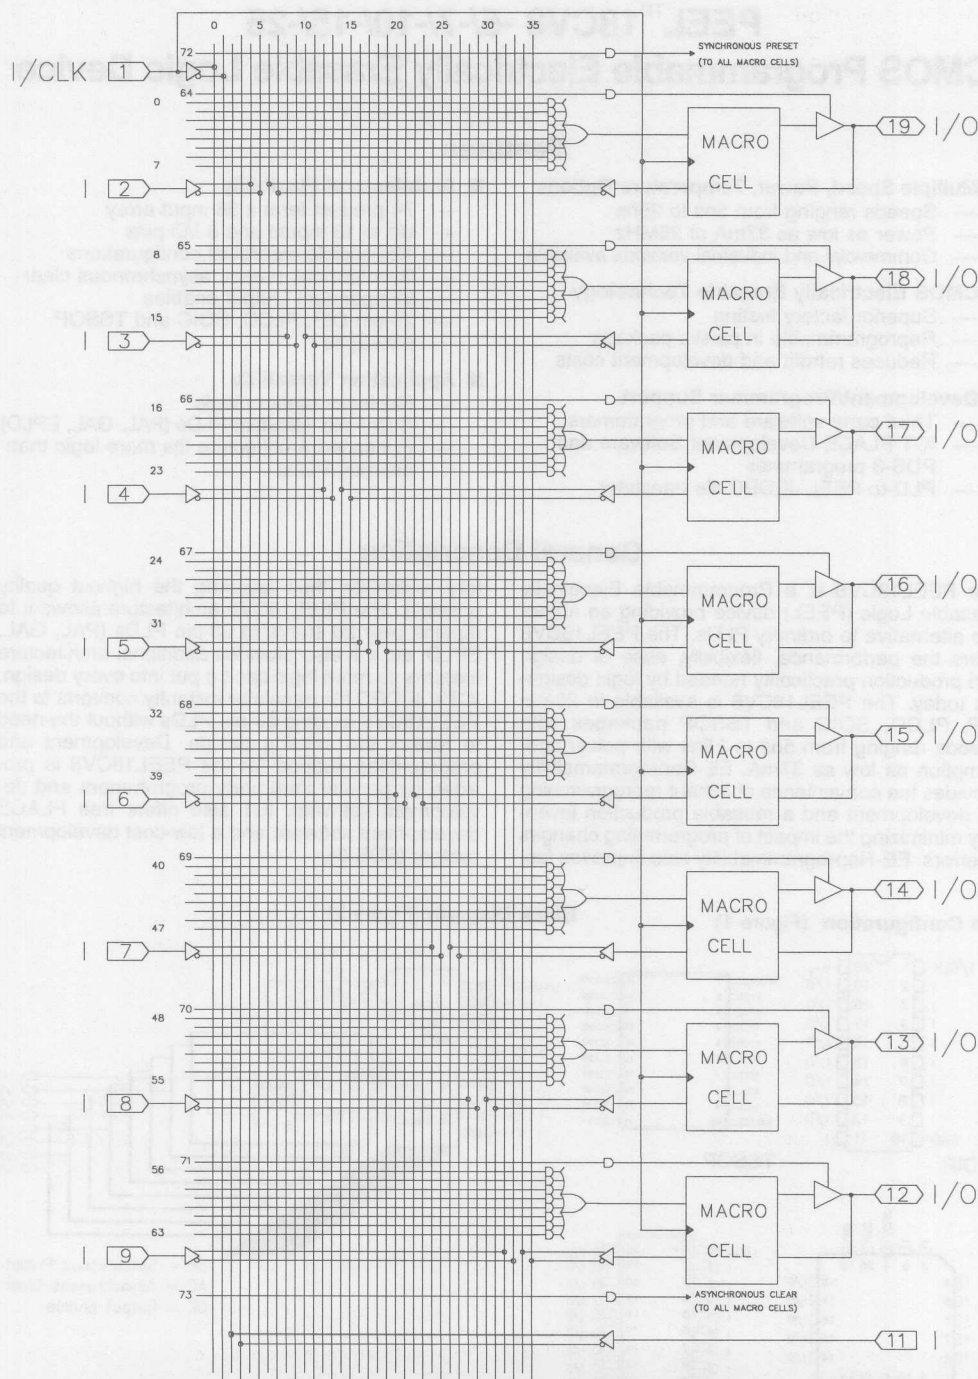 0 5 10 15 20 25 30 35
72
SYNCHRONOUS PRESET
(TO ALL MACRO CELLS)
I/CLK 1
64
0
19 I/O
MACRO
CELL
7
I 2
65
8
18 I/O
MACRO
CELL
15
I 3
66
16
17 I/O
MACRO
CELL
23
I 4
67
24
16 I/O
MACRO
CELL
31
I 5
68
32
15 I/O
MACRO
CELL
39
I 6
69
40
14 I/O
MACRO
CELL
47
I 7
70
48
13 I/O
MACRO
CELL
55
I 8
71
56
12 I/O
MACRO
CELL
63
I 9
73
ASYNCHRONOUS CLEAR
(TO ALL MACRO CELLS)
11 I